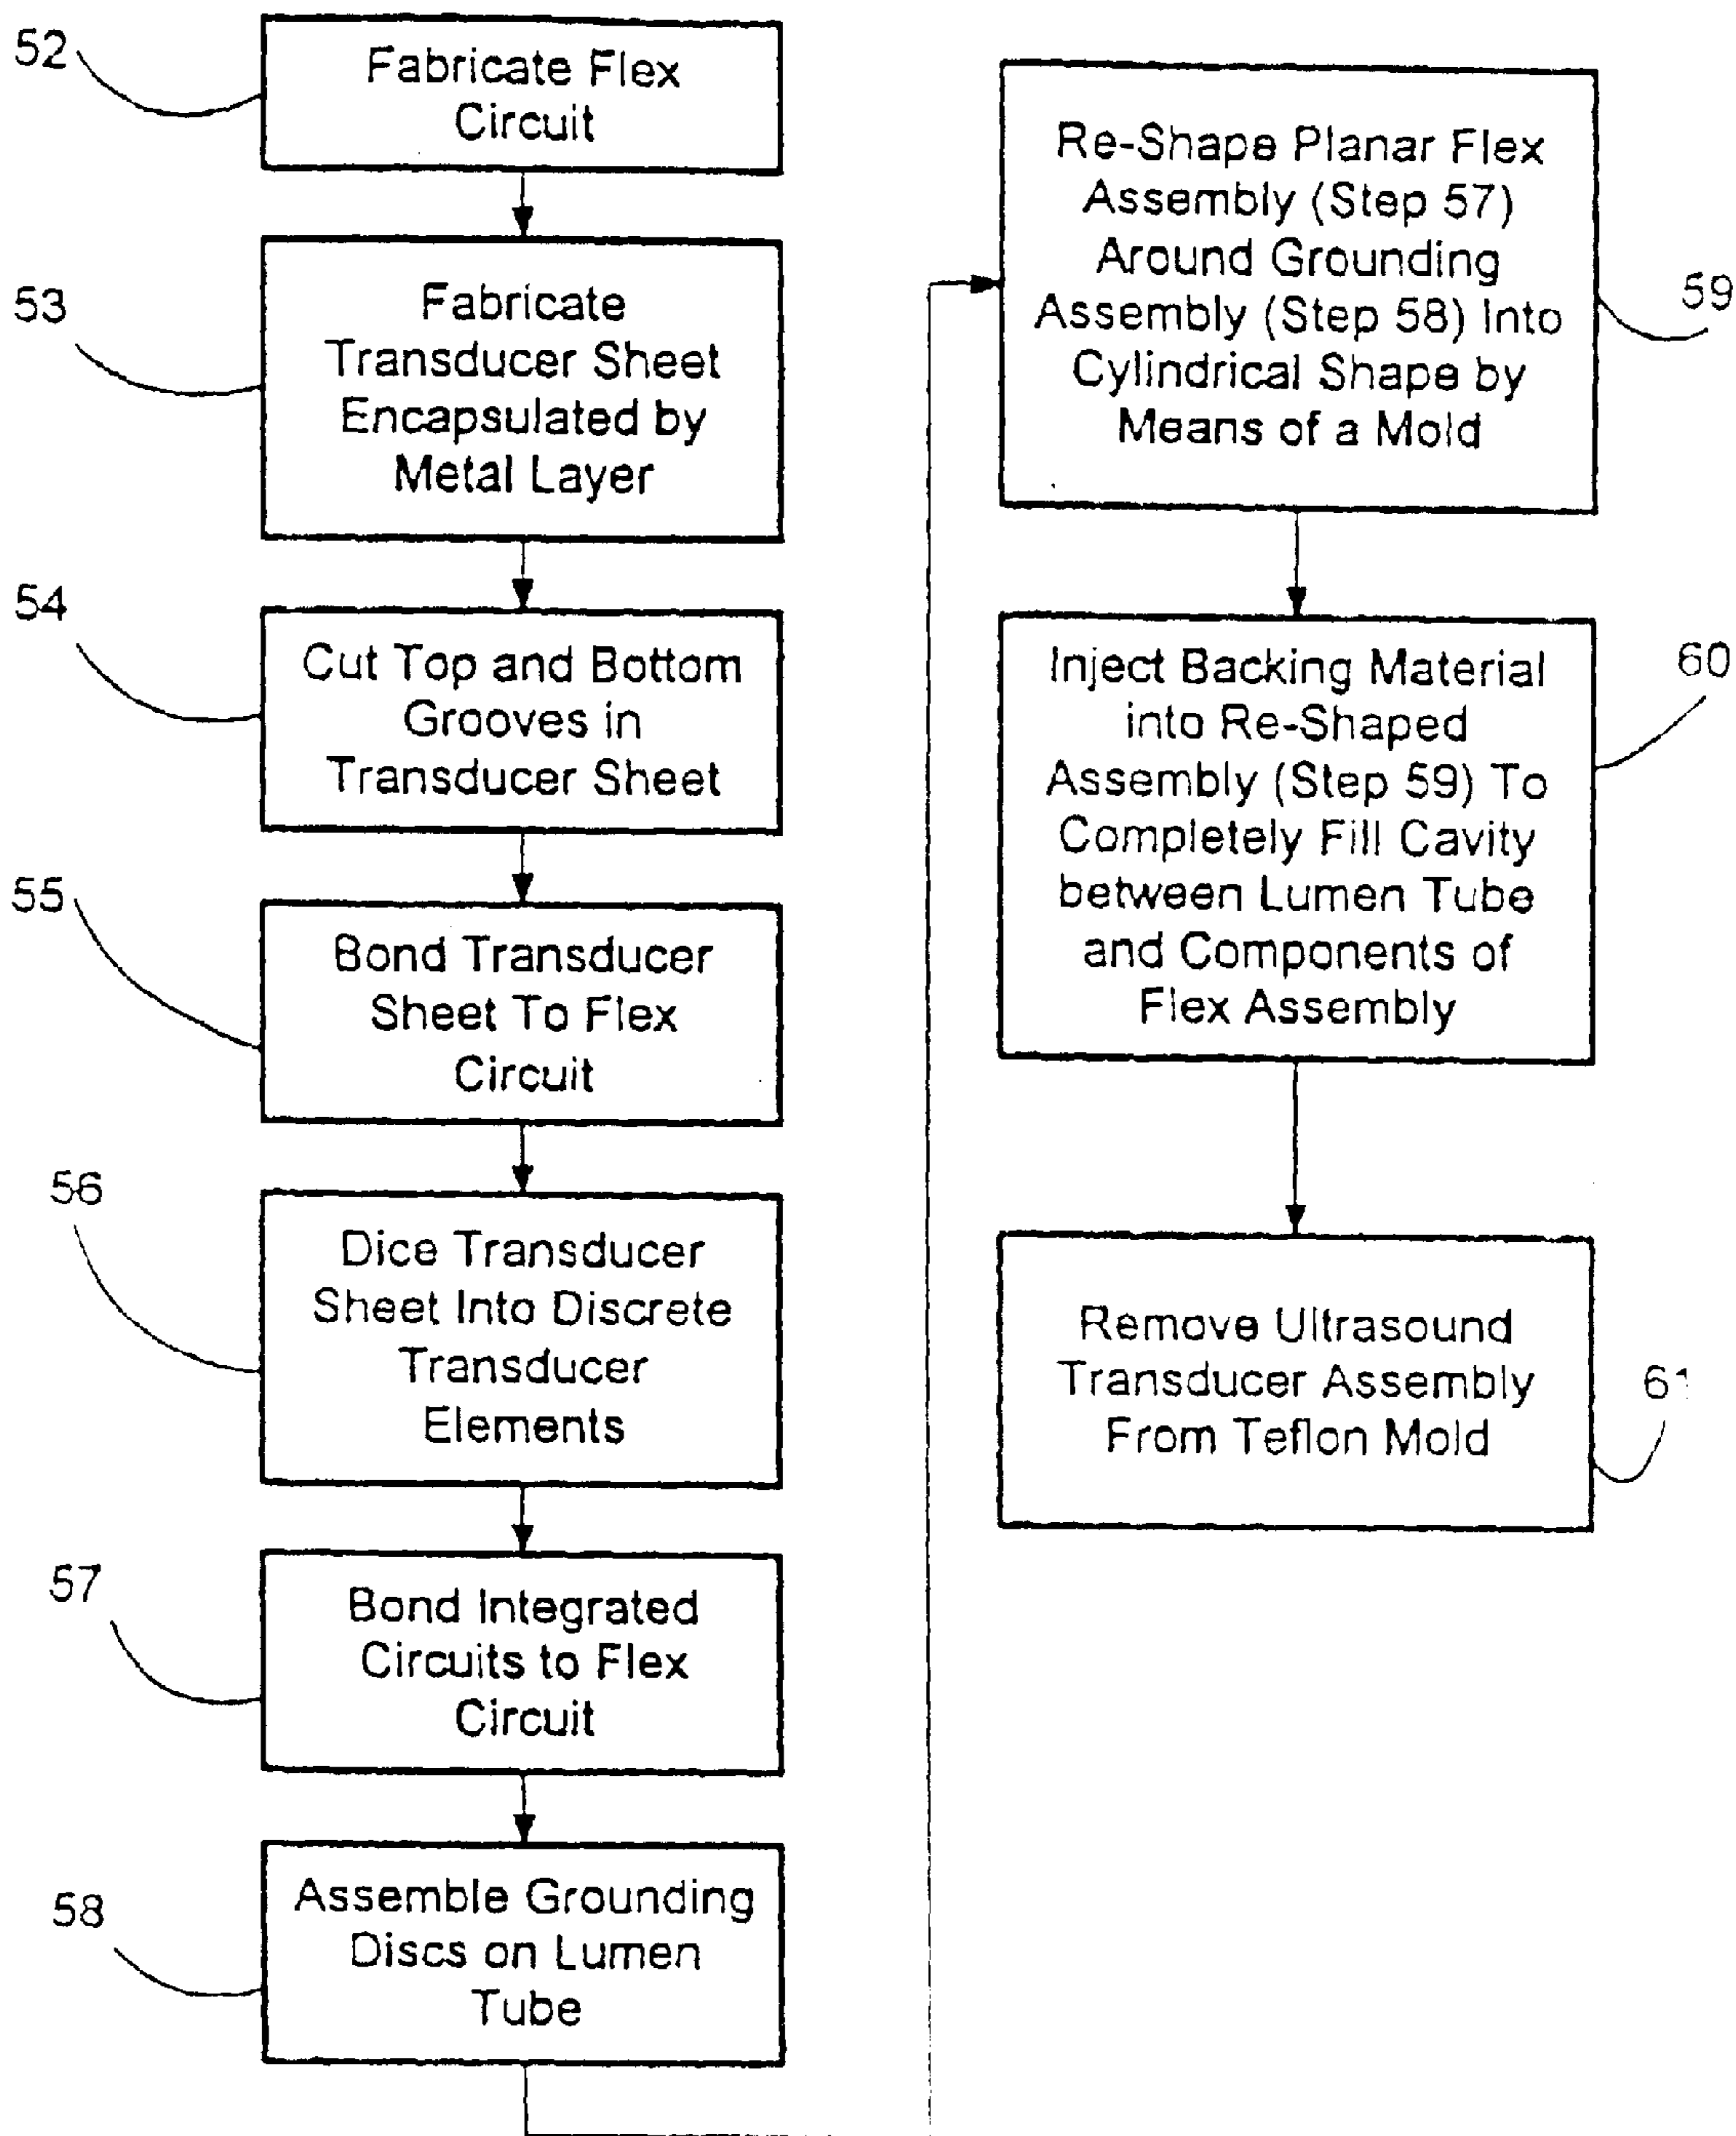 52
Fabricate Flex
Circuit
53
Fabricate
Transducer Sheet
Encapsulated by
Metal Layer
54
Cut Top and Bottom
Grooves in
Transducer Sheet
55
Bond Transducer
Sheet To Flex
Circuit
56
Dice Transducer
Sheet Into Discrete
Transducer
Elements
57
Bond Integrated
Circuits to Flex
Circuit
58
Assemble Grounding
Discs on Lumen
Tube
Re-Shape Planar Flex
Assembly (Step 57)
Around Grounding
Assembly (Step 58) Into
Cylindrical Shape by
Means of a Mold
59
Inject Backing Material
into Re-Shaped
Assembly (Step 59) To
Completely Fill Cavity
between Lumen Tube
and Components of
Flex Assembly
60
Remove Ultrasound
Transducer Assembly
From Teflon Mold
61